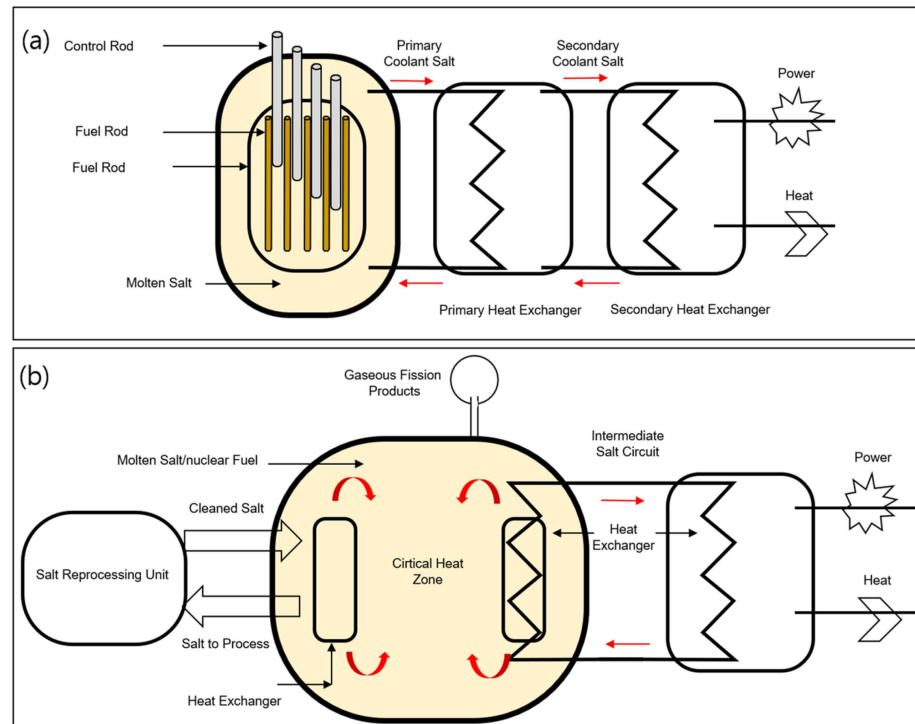 (a)
Control Rod
Fuel Rod
Fuel Rod
Molten Salt
Primary
Coolant Salt
Secondary
Coolant Salt
Power
Heat
Primary Heat Exchanger
Secondary Heat Exchanger
(b)
Gaseous Fission
Products
Molten Salt/nuclear Fuel
Intermediate
Salt Circuit
Power
Cleaned Salt
Heat
Exchanger
Salt Reprocessing Unit
Cirtical Heat
Zone
Heat
Salt to Process
Heat Exchanger